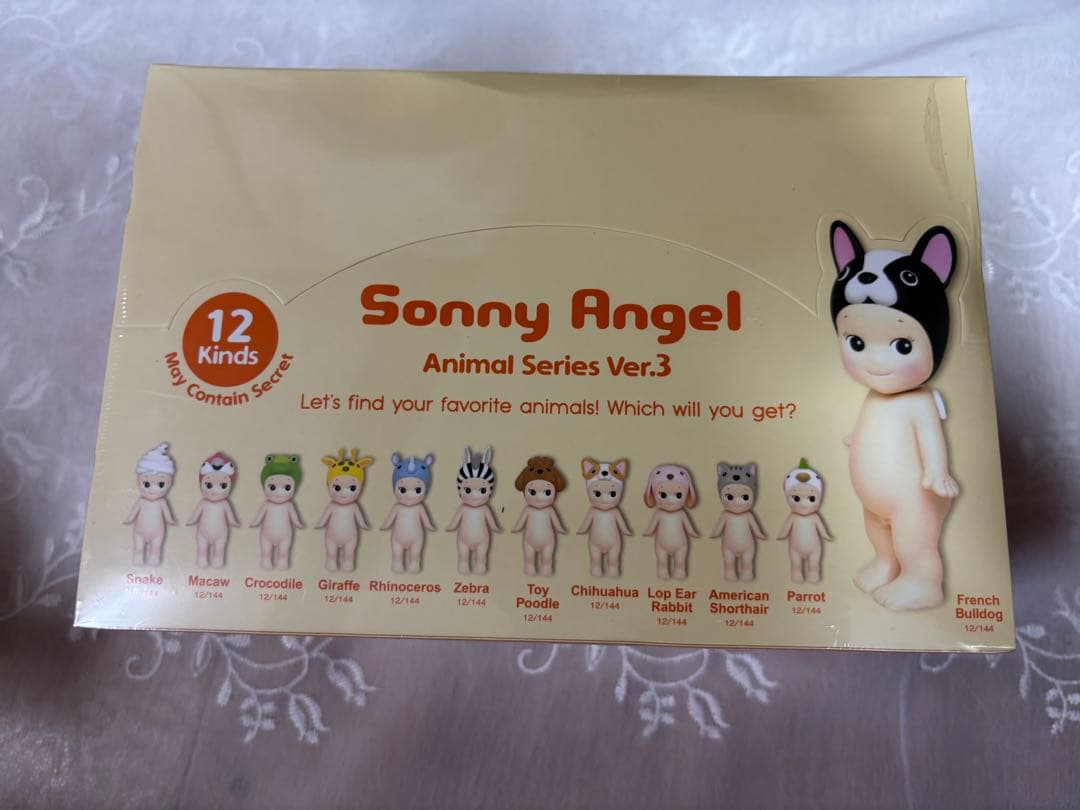 12
Kinds
May Contain Secret
Sonny Angel
Animal Series Ver.3
Let's find your favorite animals! Which will you get?
Snake
Macaw
12/144
Crocodile
12/144
Giraffe
12/144
Rhinoceros
12/144
Zebra
12/144
Toy
Poodle
12/144
Chihuahua
12/144
Lop Ear
Rabbit
12/144
American
Shorthair
12/144
Parrot
12/144
French
Bulldog
12/144